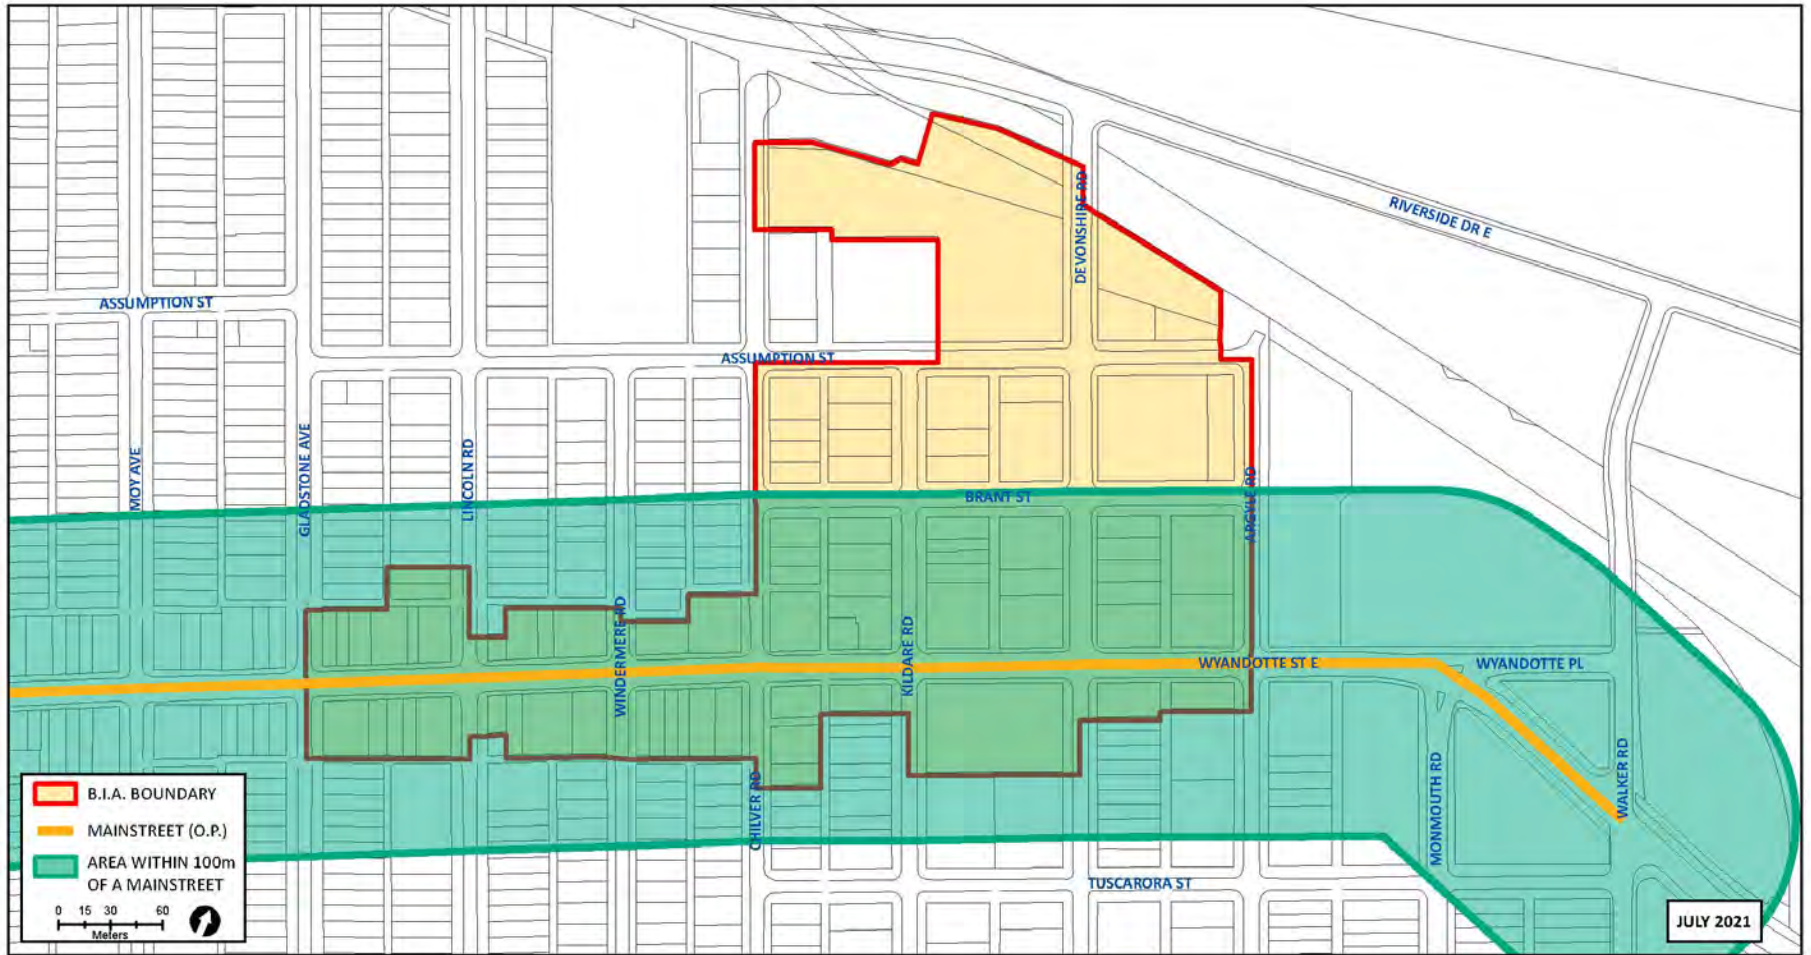 RIVERSIDE DR E
DEVONSHIRE RD
ASSUMPTION ST
ASSUMPTION ST
MOY AVE
GLADSTONE AVE
LINCOLN RD
BRANT ST
ARGYLE RD
WINDERMERE RD
KILDARE RD
WYANDOTTE ST E
WYANDOTTE PL
CHILVER RD
MONMOUTH RD
WALKER RD
TUSCARORA ST
B.I.A. BOUNDARY
MAINSTREET (O.P.)
AREA WITHIN 100m
OF A MAINSTREET
0 15 30 60
Meters
JULY 2021